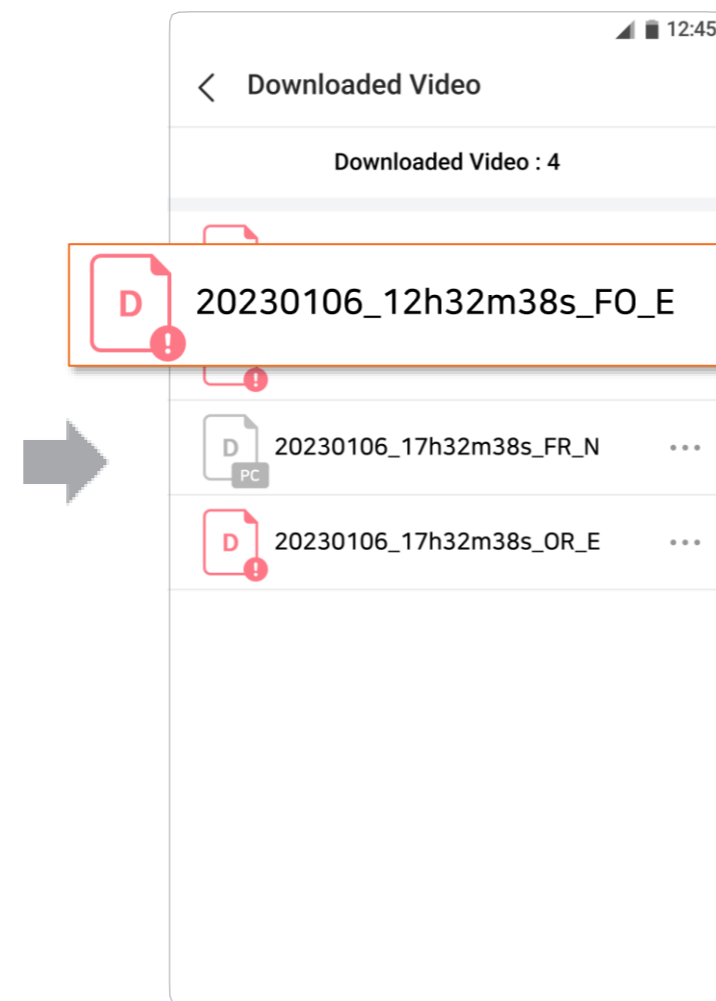 12:45
Downloaded Video
Downloaded Video : 4
D ! 20230106_12h32m38s_FO_E
!
D PC 20230106_17h32m38s_FR_N
D ! 20230106_17h32m38s_OR_E